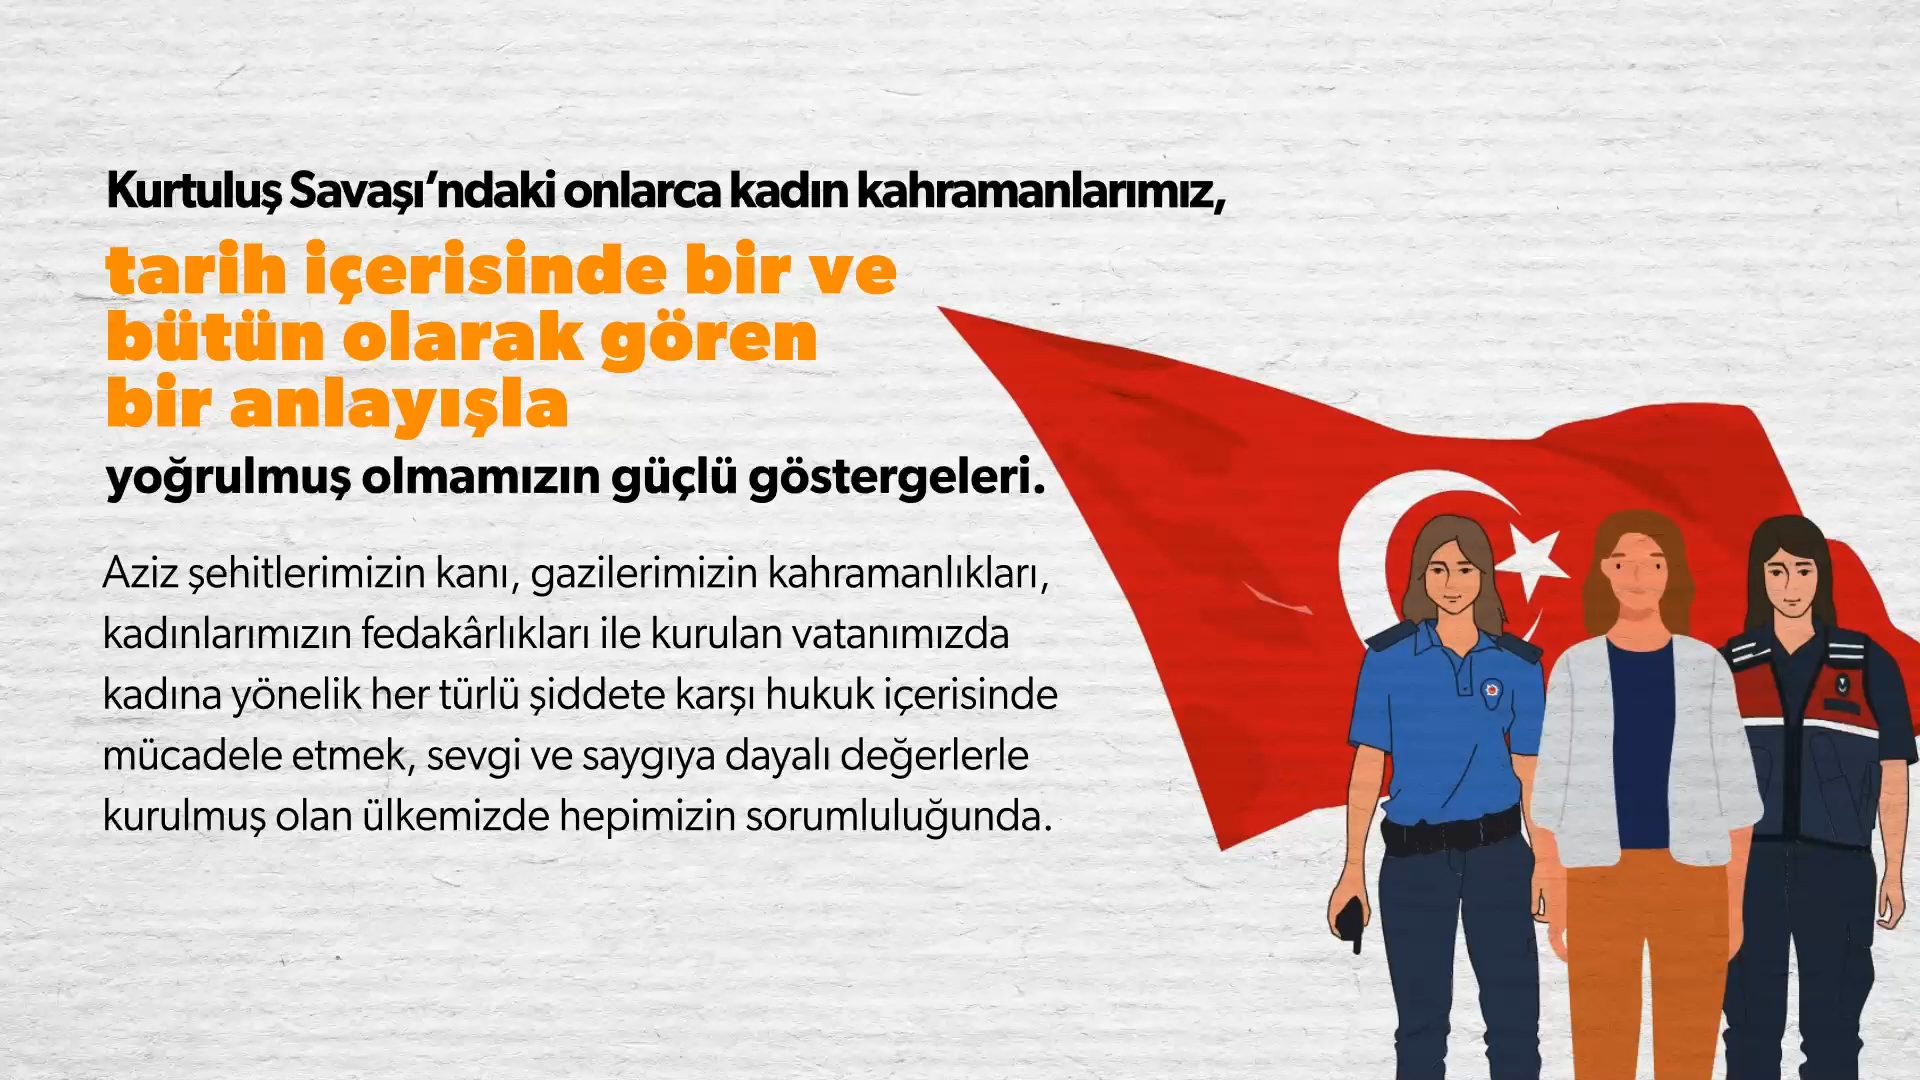 Kurtuluş Savaşı’ndaki onlarca kadın kahramanlarımız,
tarih içerisinde bir ve
bütün olarak gören
bir anlayışla
yoğrulmuş olmamızın güçlü göstergeleri.
Aziz şehitlerimizin kanı, gazilerimizin kahramanlıkları,
kadınlarımızın fedakârlıkları ile kurulan vatanımızda
kadına yönelik her türlü şiddete karşı hukuk içerisinde
mücadele etmek, sevgi ve saygıya dayalı değerlerle
kurulmuş olan ülkemizde hepimizin sorumluluğunda.